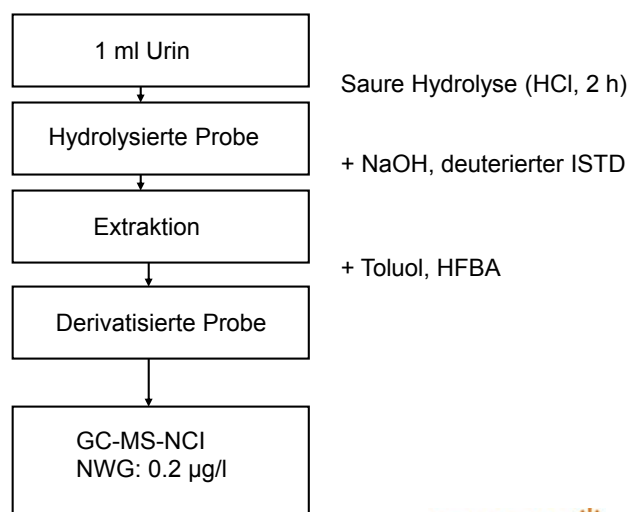 1 ml Urin
Saure Hydrolyse (HCl, 2 h)
Hydrolysierte Probe
+ NaOH, deuterierter ISTD
Extraktion
+ Toluol, HFBA
Derivatisierte Probe
GC-MS-NCI
NWG: 0.2 µg/l